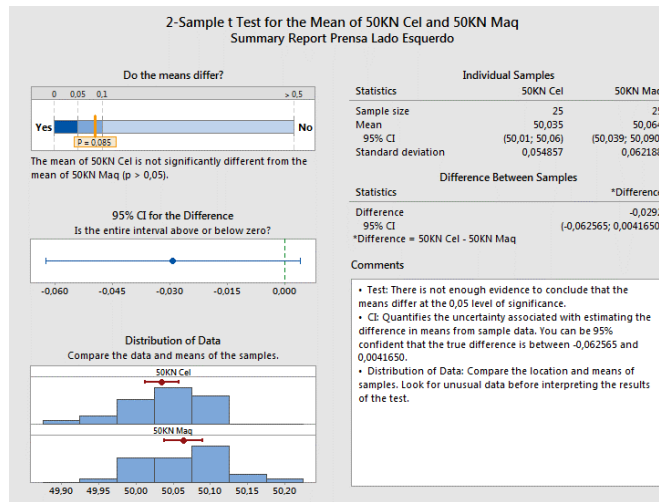 2-Sample t Test for the Mean of 50KN Cel and 50KN Maq
Summary Report Prensa Lado Esquerdo
Do the means differ?
0 0,05 0,1 > 0,5
Yes No
P = 0,085
The mean of 50KN Cel is not significantly different from the
mean of 50KN Maq (p > 0,05).
95% CI for the Difference
Is the entire interval above or below zero?
-0,060 -0,045 -0,030 -0,015 0,000
Distribution of Data
Compare the data and means of the samples.
50KN Cel
50KN Maq
49,90 49,95 50,00 50,05 50,10 50,15 50,20
Individual Samples
Statistics 50KN Cel 50KN Maq
Sample size 25 25
Mean 50,035 50,064
95% CI (50,01; 50,06) (50,039; 50,090
Standard deviation 0,054857 0,062188
Difference Between Samples
Statistics *Difference
Difference -0,0292
95% CI (-0,062565; 0,0041650
*Difference = 50KN Cel - 50KN Maq
Comments
• Test: There is not enough evidence to conclude that the
means differ at the 0,05 level of significance.
• CI: Quantifies the uncertainty associated with estimating the
difference in means from sample data. You can be 95%
confident that the true difference is between -0,062565 and
0,0041650.
• Distribution of Data: Compare the location and means of
samples. Look for unusual data before interpreting the results
of the test.